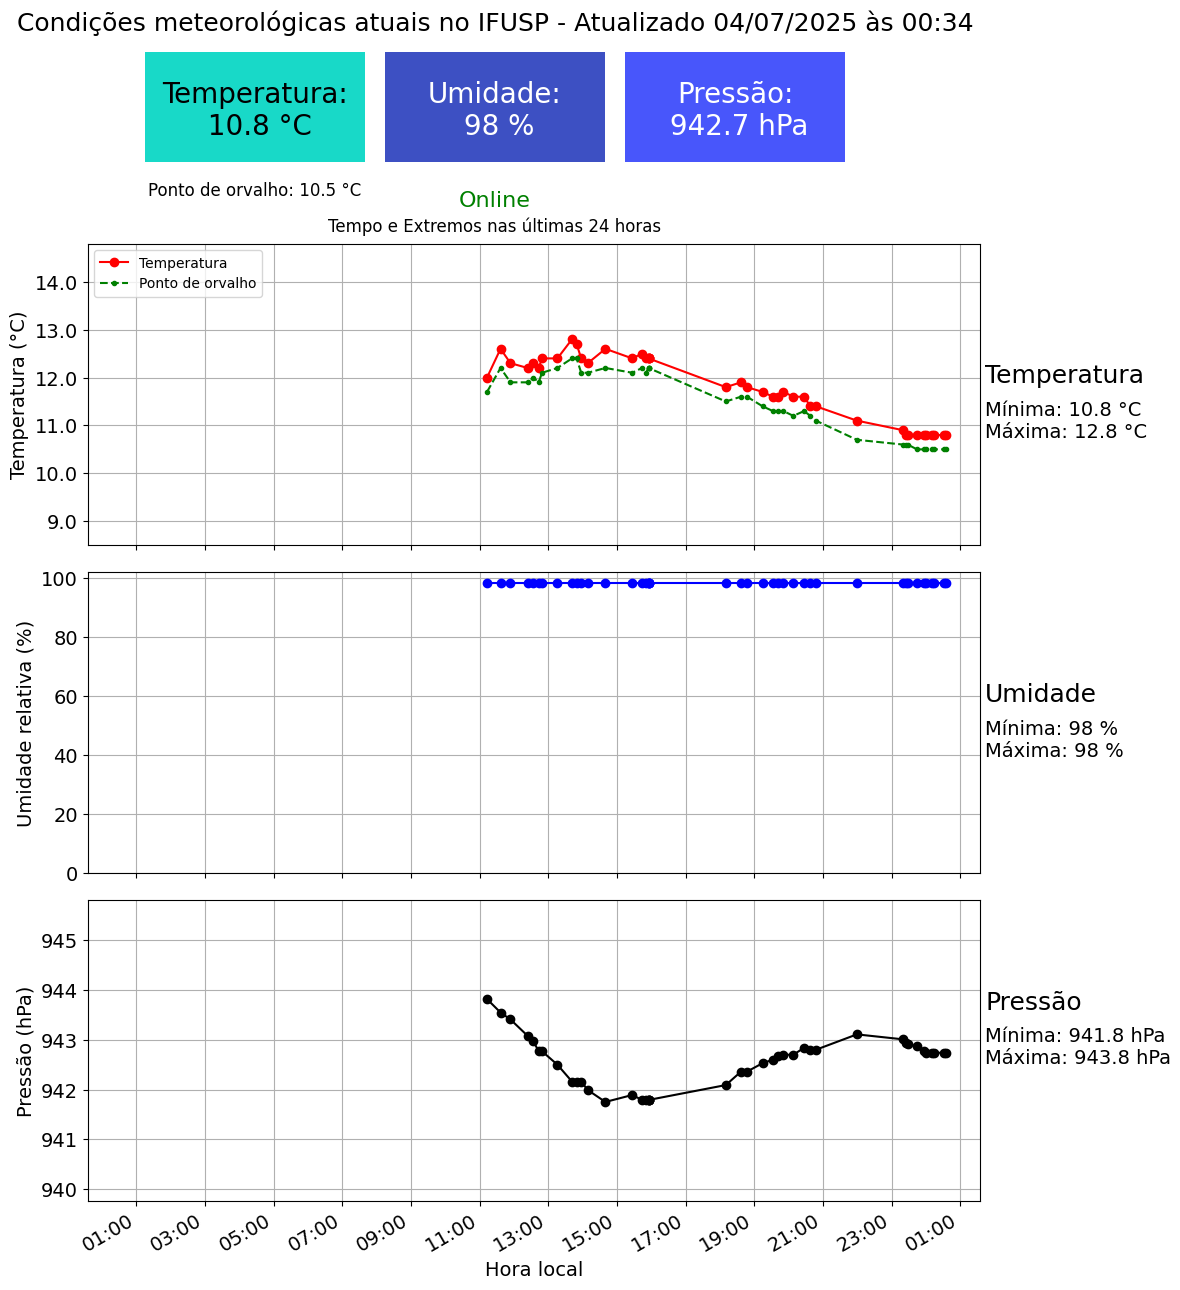 Condições meteorológicas atuais no IFUSP - Atualizado 04/07/2025 às 00:34
Temperatura:
10.8 °C
Umidade:
98 %
Pressão:
942.7 hPa
Ponto de orvalho: 10.5 °C
Online
Tempo e Extremos nas últimas 24 horas
Temperatura
Ponto de orvalho
Temperatura (°C)
14.0
13.0
12.0
11.0
10.0
9.0
Temperatura
Mínima: 10.8 °C
Máxima: 12.8 °C
Umidade relativa (%)
100
80
60
40
20
0
Umidade
Mínima: 98 %
Máxima: 98 %
Pressão (hPa)
945
944
943
942
941
940
Pressão
Mínima: 941.8 hPa
Máxima: 943.8 hPa
01:00
03:00
05:00
07:00
09:00
11:00
13:00
15:00
17:00
19:00
21:00
23:00
01:00
Hora local